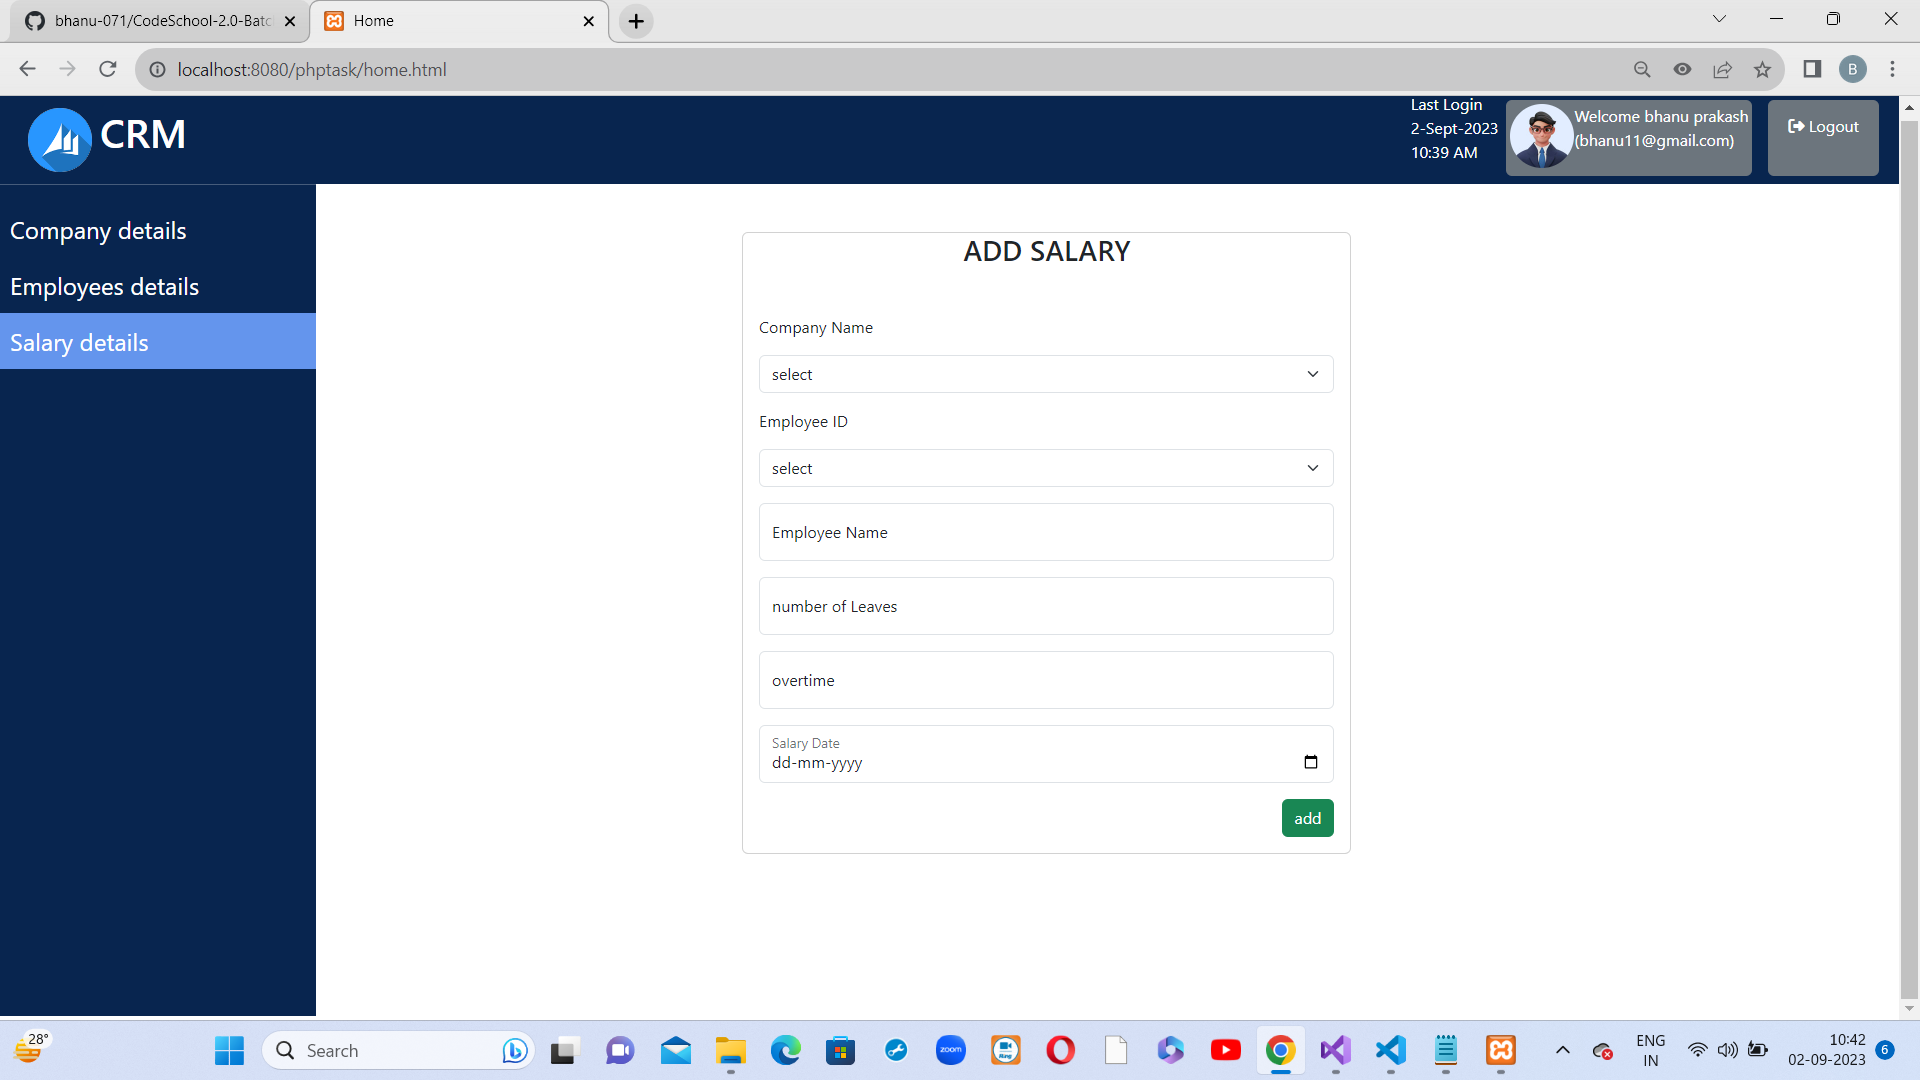 bhanu-071/CodeSchool-2.0-Batc
Home
localhost:8080/phptask/home.html
B
CRM
Last Login
2-Sept-2023
10:39 AM
Welcome bhanu prakash
(bhanu11@gmail.com)
Logout
Company details
Employees details
Salary details
ADD SALARY
Company Name
select
Employee ID
select
Employee Name
number of Leaves
overtime
Salary Date
dd-mm-yyyy
add
28°
Search
zoom
ENG
IN
10:42
02-09-2023
6